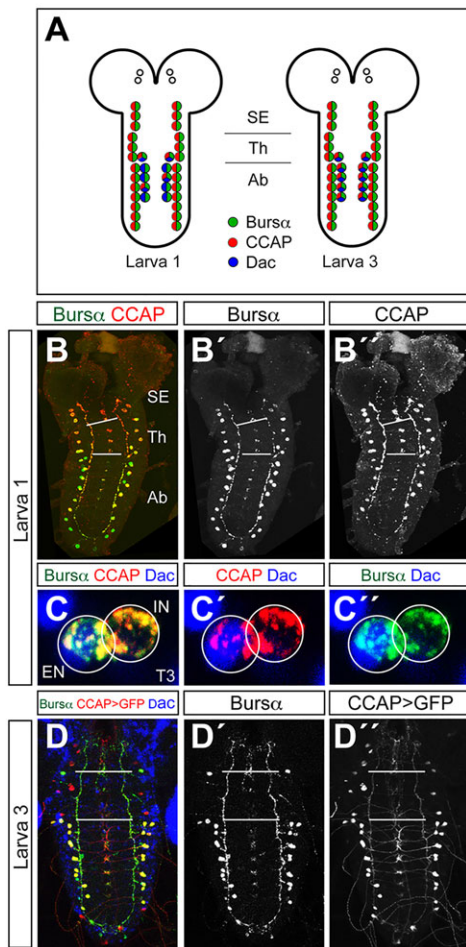 A
SE
Th
Ab
Bursα
CCAP
Dac
Larva 1
Larva 3
Larva 1
Bursα CCAP
Bursα
CCAP
B
B´
B´´
SE
Th
Ab
Bursα CCAP Dac
CCAP Dac
Bursα Dac
C
C´
C´´
IN
EN
T3
Larva 3
Bursα CCAP>GFP Dac
Bursα
CCAP>GFP
D
D´
D´´